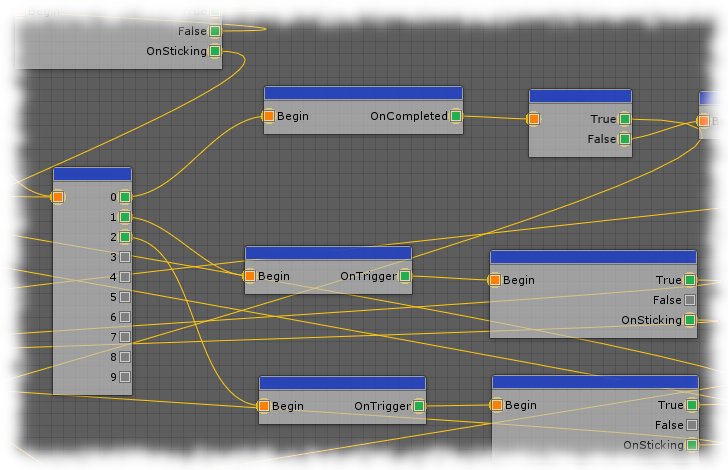 False
OnSticking
Begin OnCompleted
True
False
0
1
2
3
4
5
6
7
8
9
Begin OnTrigger
Begin True
False
OnSticking
Begin OnTrigger
Begin True
False
OnSticking